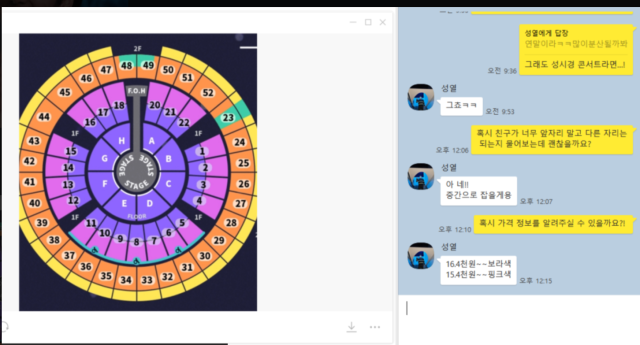 성열에게 답장
연말이라ㅋㅋ많이분산될까봐
그래도 성시경 콘서트라면...!
오전 9:36
성열
그죠ㅋㅋ
오전 9:53
혹시 친구가 너무 앞자리 말고 다른 자리는
되는지 물어보는데 괜찮을까요?
오후 12:06
성열
아 네!!
중간으로 잡을게용
오후 12:07
혹시 가격 정보를 알려주실 수 있을까요?!
오후 12:10
성열
16.4천원~~보라색
15.4천원~~핑크색
오후 12:15
2F
46 47 48 49 50 51
45 52
44
43
42
41
40
39
38
37
36 35 34 33 32 31
30
29
28
27
26
25
24
23
F.O.H
1F
16 17 18
20 21 22
15
14
13
12
1
2
3
4
1F
1F
1F
11 10 9 8 7 6 5
H A
G B
F C
E D
STAGE
STAGE
STAGE
FLOOR